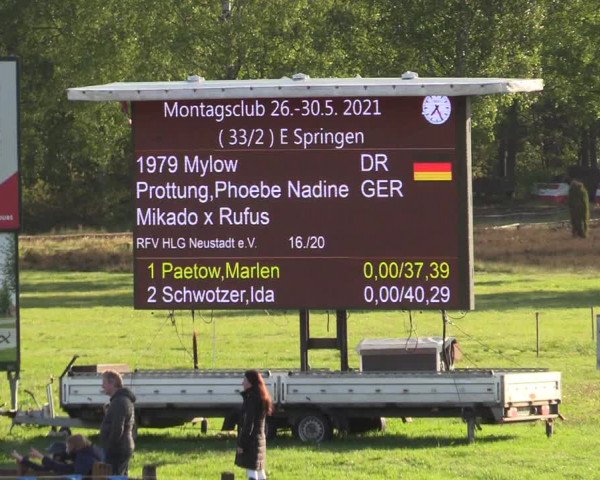 Montagsclub 26.-30.5. 2021
( 33/2 ) E Springen
1979 Mylow DR
Prottung,Phoebe Nadine GER
Mikado x Rufus
RFV HLG Neustadt e.V. 16./20
1 Paetow,Marlen 0,00/37,39
2 Schwotzer,Ida 0,00/40,29